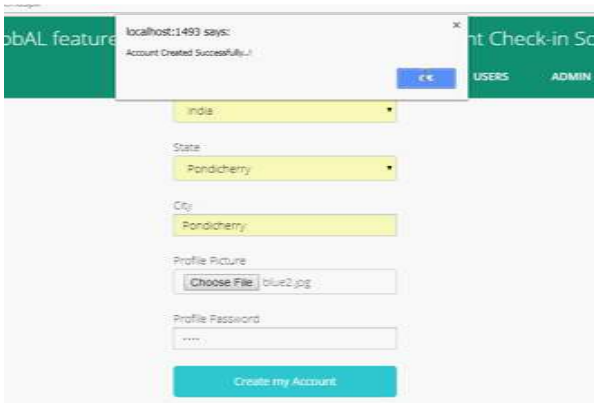 localhost:1493 says:
obAL feature
nt Check-in So
Account Created Successfully..!
OK
USERS ADMIN
India
State
Pondicherry
City
Pondicherry
Profile Picture
Choose File blue2.jpg
Profile Password
----
Create my Account